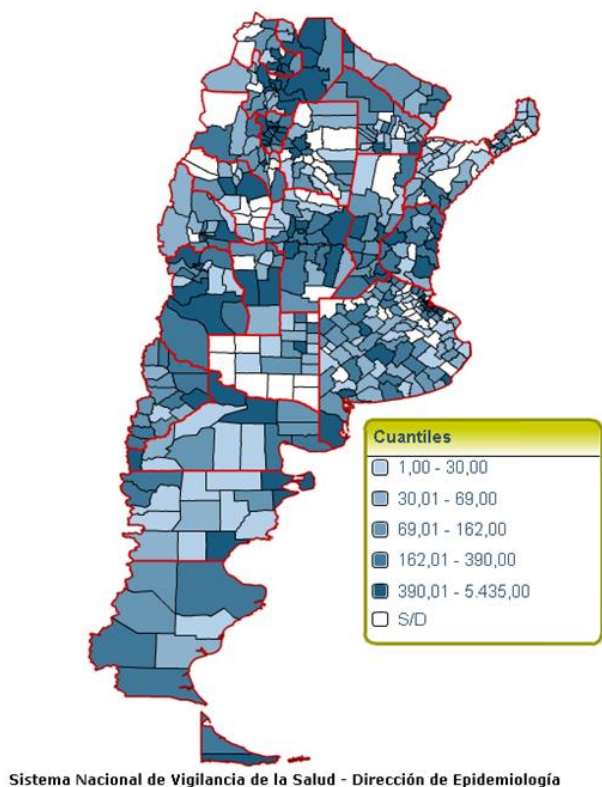 Cuantiles
1,00 - 30,00
30,01 - 69,00
69,01 - 162,00
162,01 - 390,00
390,01 - 5.435,00
S/D
Sistema Nacional de Vigilancia de la Salud - Dirección de Epidemiología